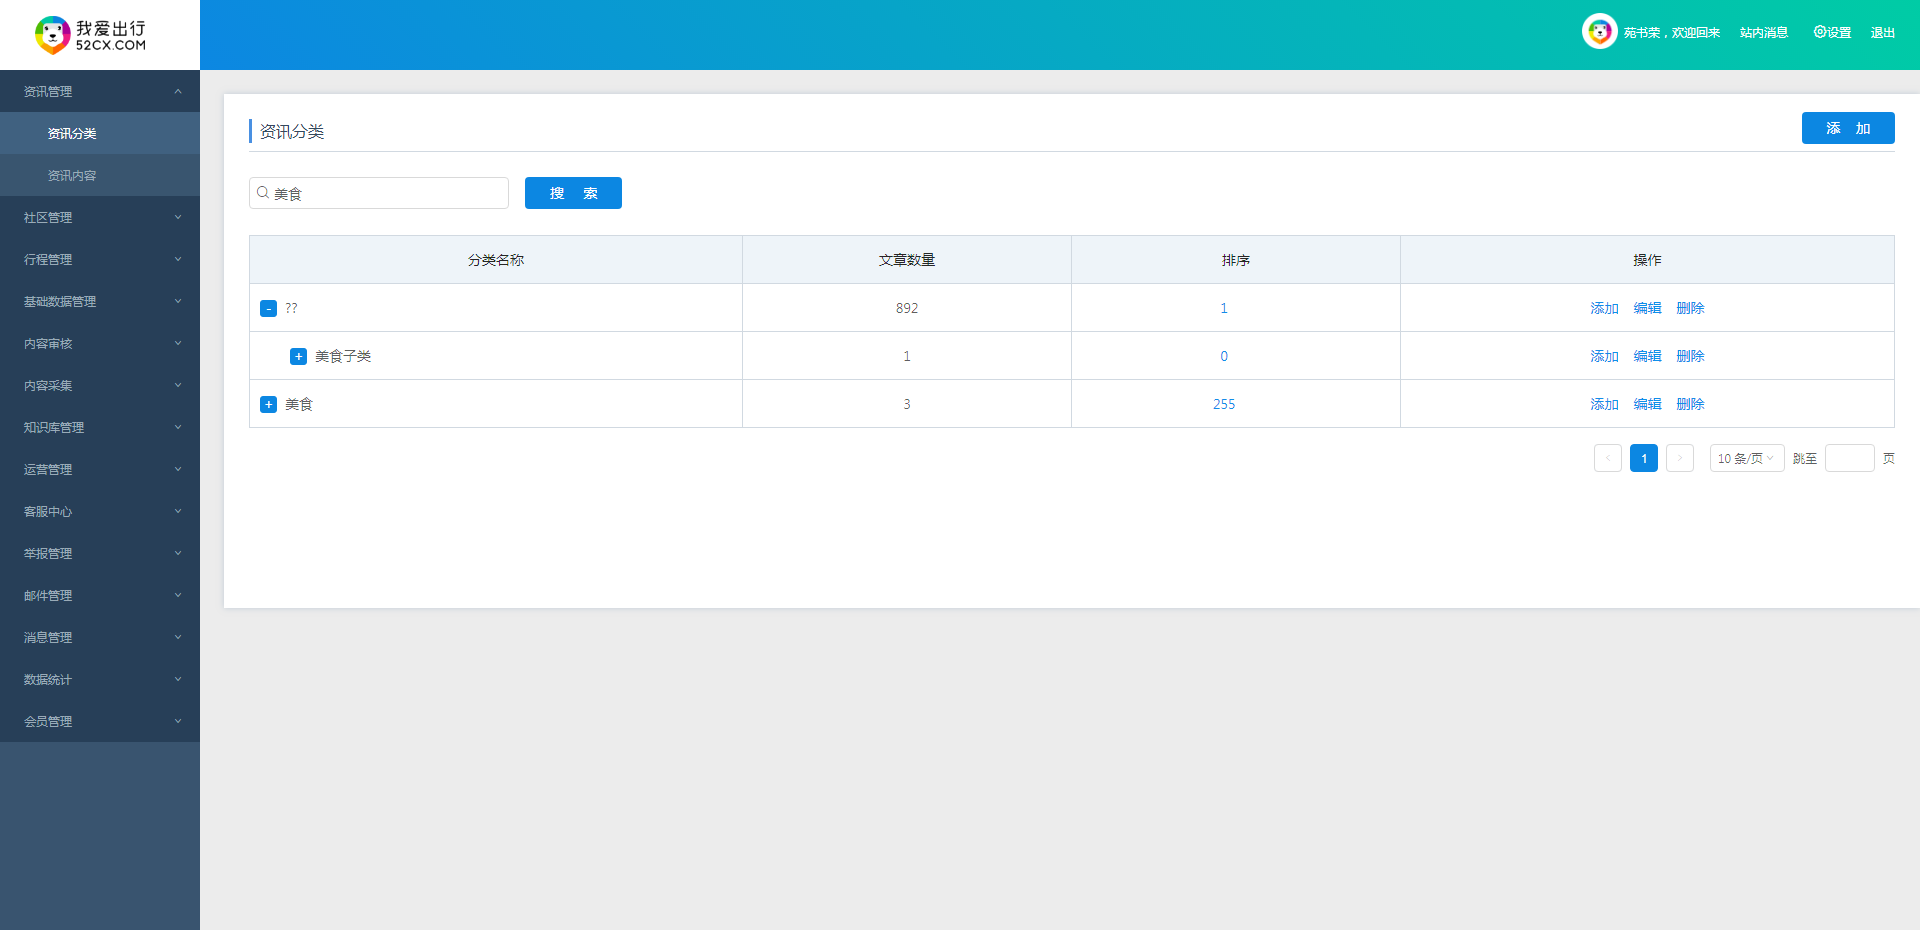 我爱出行
52CX.COM
苑书荣，欢迎回来 站内消息 设置 退出
资讯管理
资讯分类
资讯内容
社区管理
行程管理
基础数据管理
内容审核
内容采集
知识库管理
运营管理
客服中心
举报管理
邮件管理
消息管理
数据统计
会员管理
资讯分类 添 加
美食 搜 索
分类名称 文章数量 排序 操作
- ?? 892 1 添加 编辑 删除
+ 美食子类 1 0 添加 编辑 删除
+ 美食 3 255 添加 编辑 删除
< 1 > 10 条/页 跳至 页